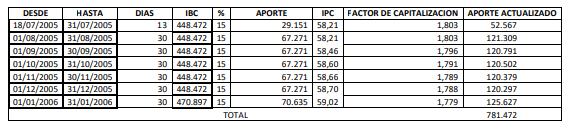 DESDE HASTA DIAS IBC % APORTE IPC FACTOR DE CAPITALIZACION APORTE ACTUALIZADO
18/07/2005 31/07/2005 13 448.472 15 29.151 58,21 1,803 52.567
01/08/2005 31/08/2005 30 448.472 15 67.271 58,21 1,803 121.309
01/09/2005 30/09/2005 30 448.472 15 67.271 58,46 1,796 120.791
01/10/2005 31/10/2005 30 448.472 15 67.271 58,60 1,791 120.502
01/11/2005 30/11/2005 30 448.472 15 67.271 58,66 1,789 120.379
01/12/2005 31/12/2005 30 448.472 15 67.271 58,70 1,788 120.297
01/01/2006 31/01/2006 30 470.897 15 70.635 59,02 1,779 125.627
TOTAL 781.472